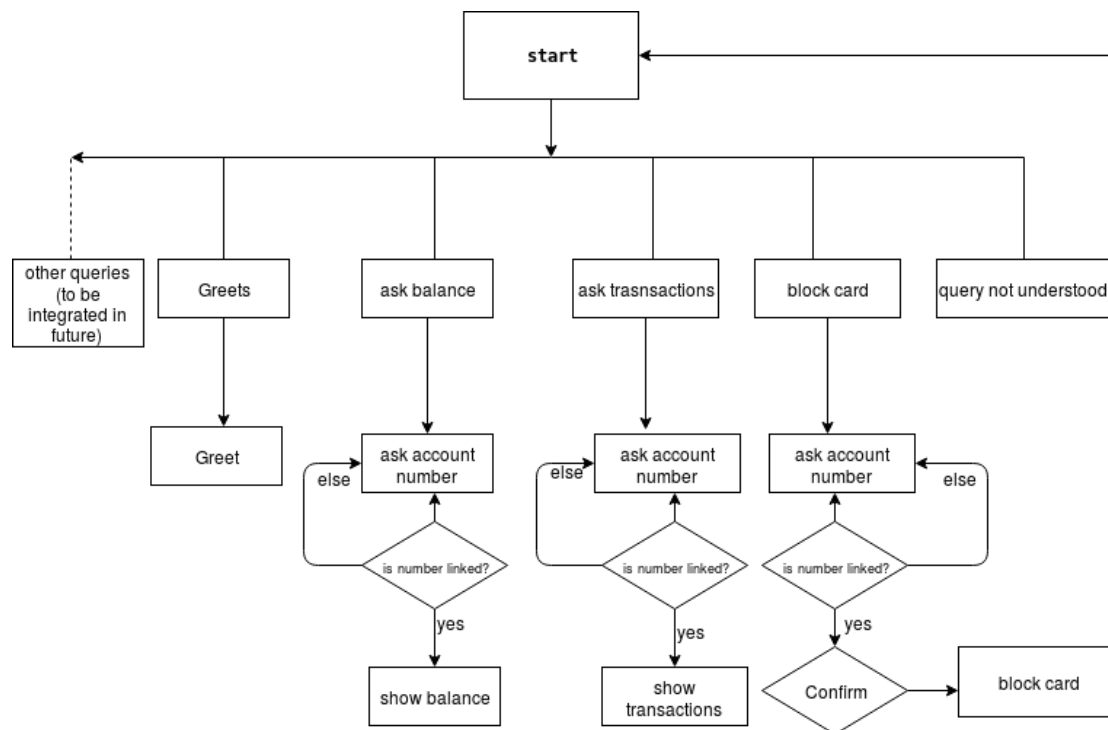 start
other queries
(to be
integrated in
future)
Greets
ask balance
ask trasnsactions
block card
query not understood
Greet
ask account
number
ask account
number
ask account
number
else
else
else
is number linked?
is number linked?
is number linked?
yes
yes
yes
show balance
show
transactions
Confirm
block card